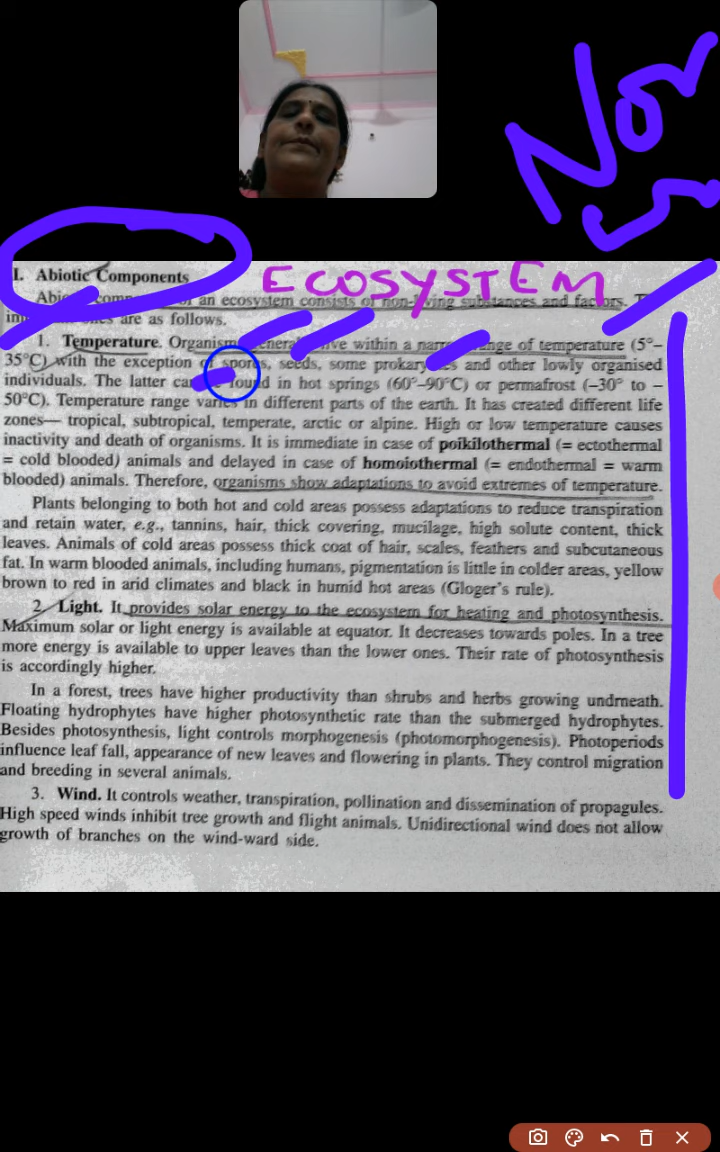 Non
I. Abiotic Components
ECOSYSTEM
an ecosystem consists of non-living substances and factors.
are as follows.
1. Temperature. Organisms generally live within a narrow range of temperature (5°–
35°C) with the exception of spores, seeds, some prokaryotes and other lowly organised
individuals. The latter can found in hot springs (60°–90°C) or permafrost (–30° to –
50°C). Temperature range varies in different parts of the earth. It has created different life
zones— tropical, subtropical, temperate, arctic or alpine. High or low temperature causes
inactivity and death of organisms. It is immediate in case of poikilothermal (= ectothermal
= cold blooded) animals and delayed in case of homoiothermal (= endothermal = warm
blooded) animals. Therefore, organisms show adaptations to avoid extremes of temperature.
Plants belonging to both hot and cold areas possess adaptations to reduce transpiration
and retain water, e.g., tannins, hair, thick covering, mucilage, high solute content, thick
leaves. Animals of cold areas possess thick coat of hair, scales, feathers and subcutaneous
fat. In warm blooded animals, including humans, pigmentation is little in colder areas, yellow
brown to red in arid climates and black in humid hot areas (Gloger's rule).
2. Light. It provides solar energy to the ecosystem for heating and photosynthesis.
Maximum solar or light energy is available at equator. It decreases towards poles. In a tree
more energy is available to upper leaves than the lower ones. Their rate of photosynthesis
is accordingly higher.
In a forest, trees have higher productivity than shrubs and herbs growing undrneath.
Floating hydrophytes have higher photosynthetic rate than the submerged hydrophytes.
Besides photosynthesis, light controls morphogenesis (photomorphogenesis). Photoperiods
influence leaf fall, appearance of new leaves and flowering in plants. They control migration
and breeding in several animals.
3. Wind. It controls weather, transpiration, pollination and dissemination of propagules.
High speed winds inhibit tree growth and flight animals. Unidirectional wind does not allow
growth of branches on the wind-ward side.